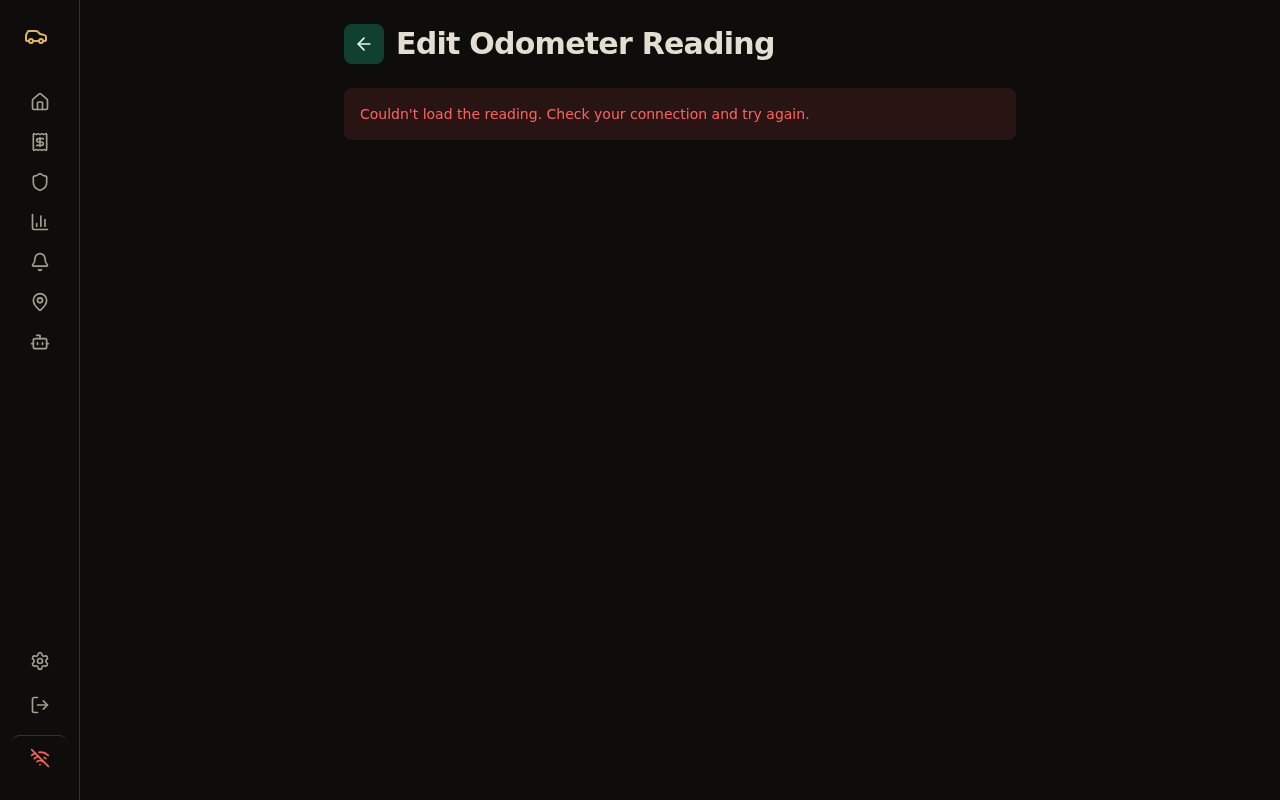 Edit Odometer Reading
Couldn't load the reading. Check your connection and try again.